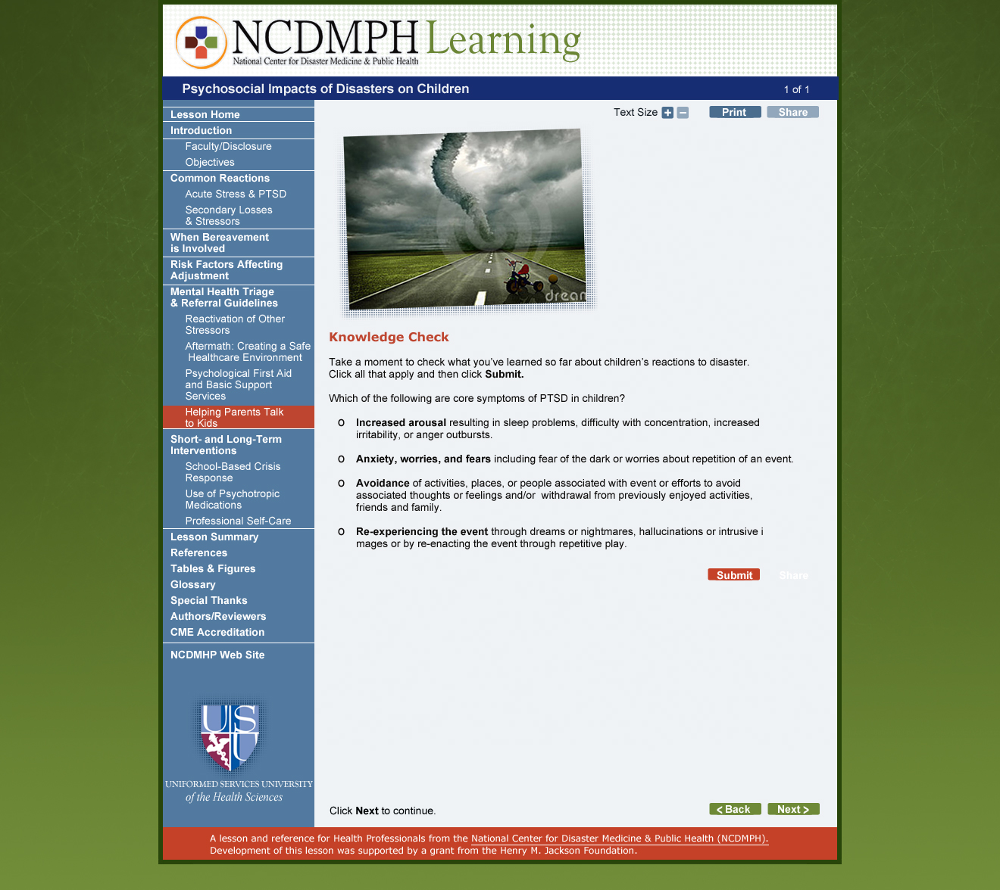 NCDMPH Learning
National Center for Disaster Medicine & Public Health
Psychosocial Impacts of Disasters on Children
1 of 1
Lesson Home
Introduction
Faculty/Disclosure
Objectives
Common Reactions
Acute Stress & PTSD
Secondary Losses
& Stressors
When Bereavement
is Involved
Risk Factors Affecting
Adjustment
Mental Health Triage
& Referral Guidelines
Reactivation of Other
Stressors
Aftermath: Creating a Safe
Healthcare Environment
Psychological First Aid
and Basic Support
Services
Helping Parents Talk
to Kids
Short- and Long-Term
Interventions
School-Based Crisis
Response
Use of Psychotropic
Medications
Professional Self-Care
Lesson Summary
References
Tables & Figures
Glossary
Special Thanks
Authors/Reviewers
CME Accreditation
NCDMHP Web Site
USU
UNIFORMED SERVICES UNIVERSITY
of the Health Sciences
Text Size + −
Print
Share
drean
Knowledge Check
Take a moment to check what you've learned so far about children's reactions to disaster.
Click all that apply and then click Submit.
Which of the following are core symptoms of PTSD in children?
o Increased arousal resulting in sleep problems, difficulty with concentration, increased
irritability, or anger outbursts.
o Anxiety, worries, and fears including fear of the dark or worries about repetition of an event.
o Avoidance of activities, places, or people associated with event or efforts to avoid
associated thoughts or feelings and/or  withdrawal from previously enjoyed activities,
friends and family.
o Re-experiencing the event through dreams or nightmares, hallucinations or intrusive i
mages or by re-enacting the event through repetitive play.
Submit
Share
Click Next to continue.
< Back
Next >
A lesson and reference for Health Professionals from the National Center for Disaster Medicine & Public Health (NCDMPH).
Development of this lesson was supported by a grant from the Henry M. Jackson Foundation.